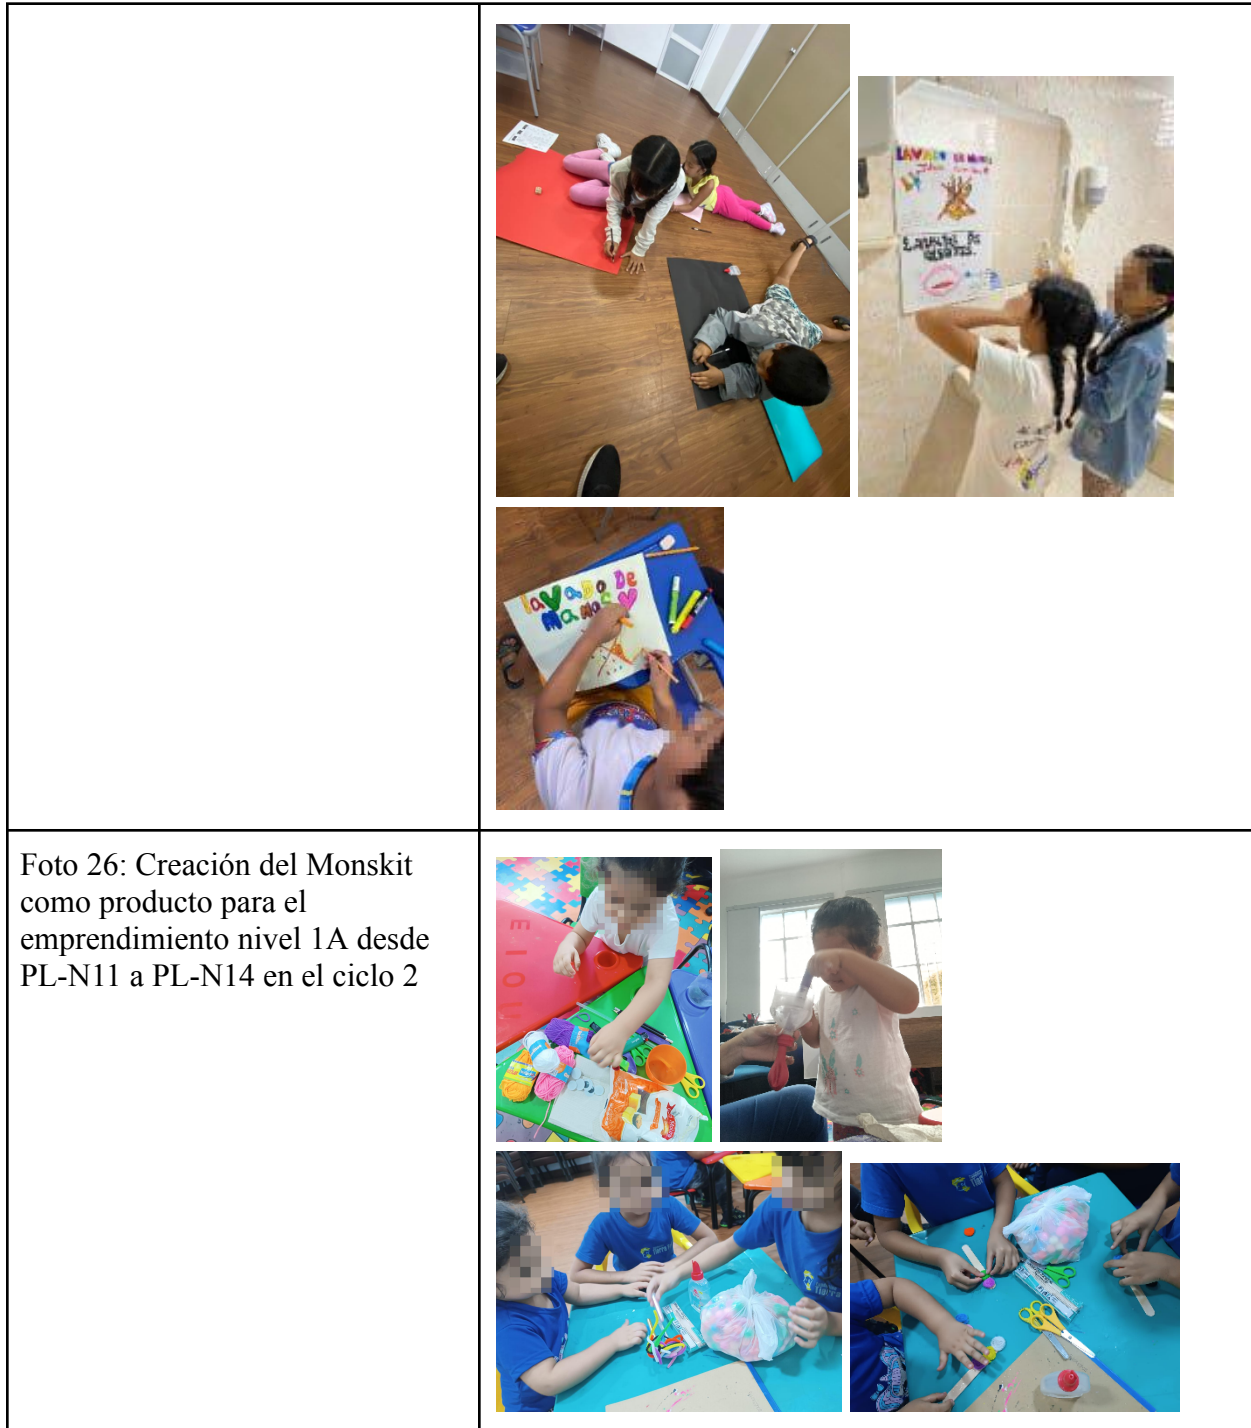 LAVADO DE
MANOS
Foto 26: Creación del Monskit
como producto para el
emprendimiento nivel 1A desde
PL-N11 a PL-N14 en el ciclo 2
E I O U